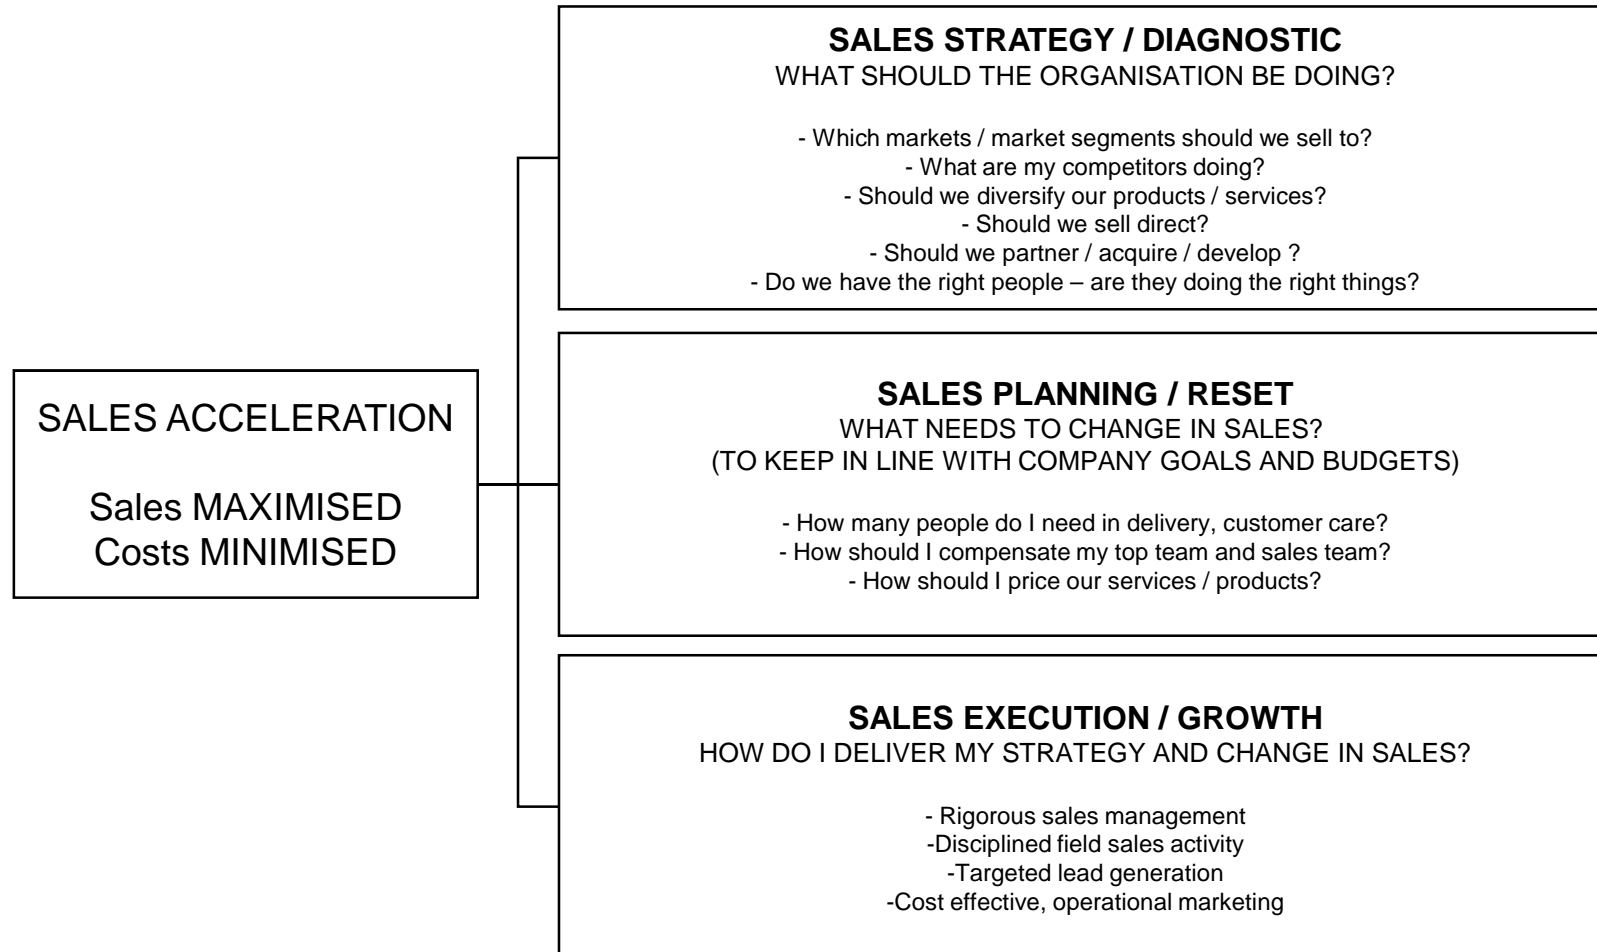 SALES ACCELERATION
Sales MAXIMISED
Costs MINIMISED
SALES STRATEGY / DIAGNOSTIC
WHAT SHOULD THE ORGANISATION BE DOING?
- Which markets / market segments should we sell to?
- What are my competitors doing?
- Should we diversify our products / services?
- Should we sell direct?
- Should we partner / acquire / develop ?
- Do we have the right people – are they doing the right things?
SALES PLANNING / RESET
WHAT NEEDS TO CHANGE IN SALES?
(TO KEEP IN LINE WITH COMPANY GOALS AND BUDGETS)
- How many people do I need in delivery, customer care?
- How should I compensate my top team and sales team?
- How should I price our services / products?
SALES EXECUTION / GROWTH
HOW DO I DELIVER MY STRATEGY AND CHANGE IN SALES?
- Rigorous sales management
-Disciplined field sales activity
-Targeted lead generation
-Cost effective, operational marketing